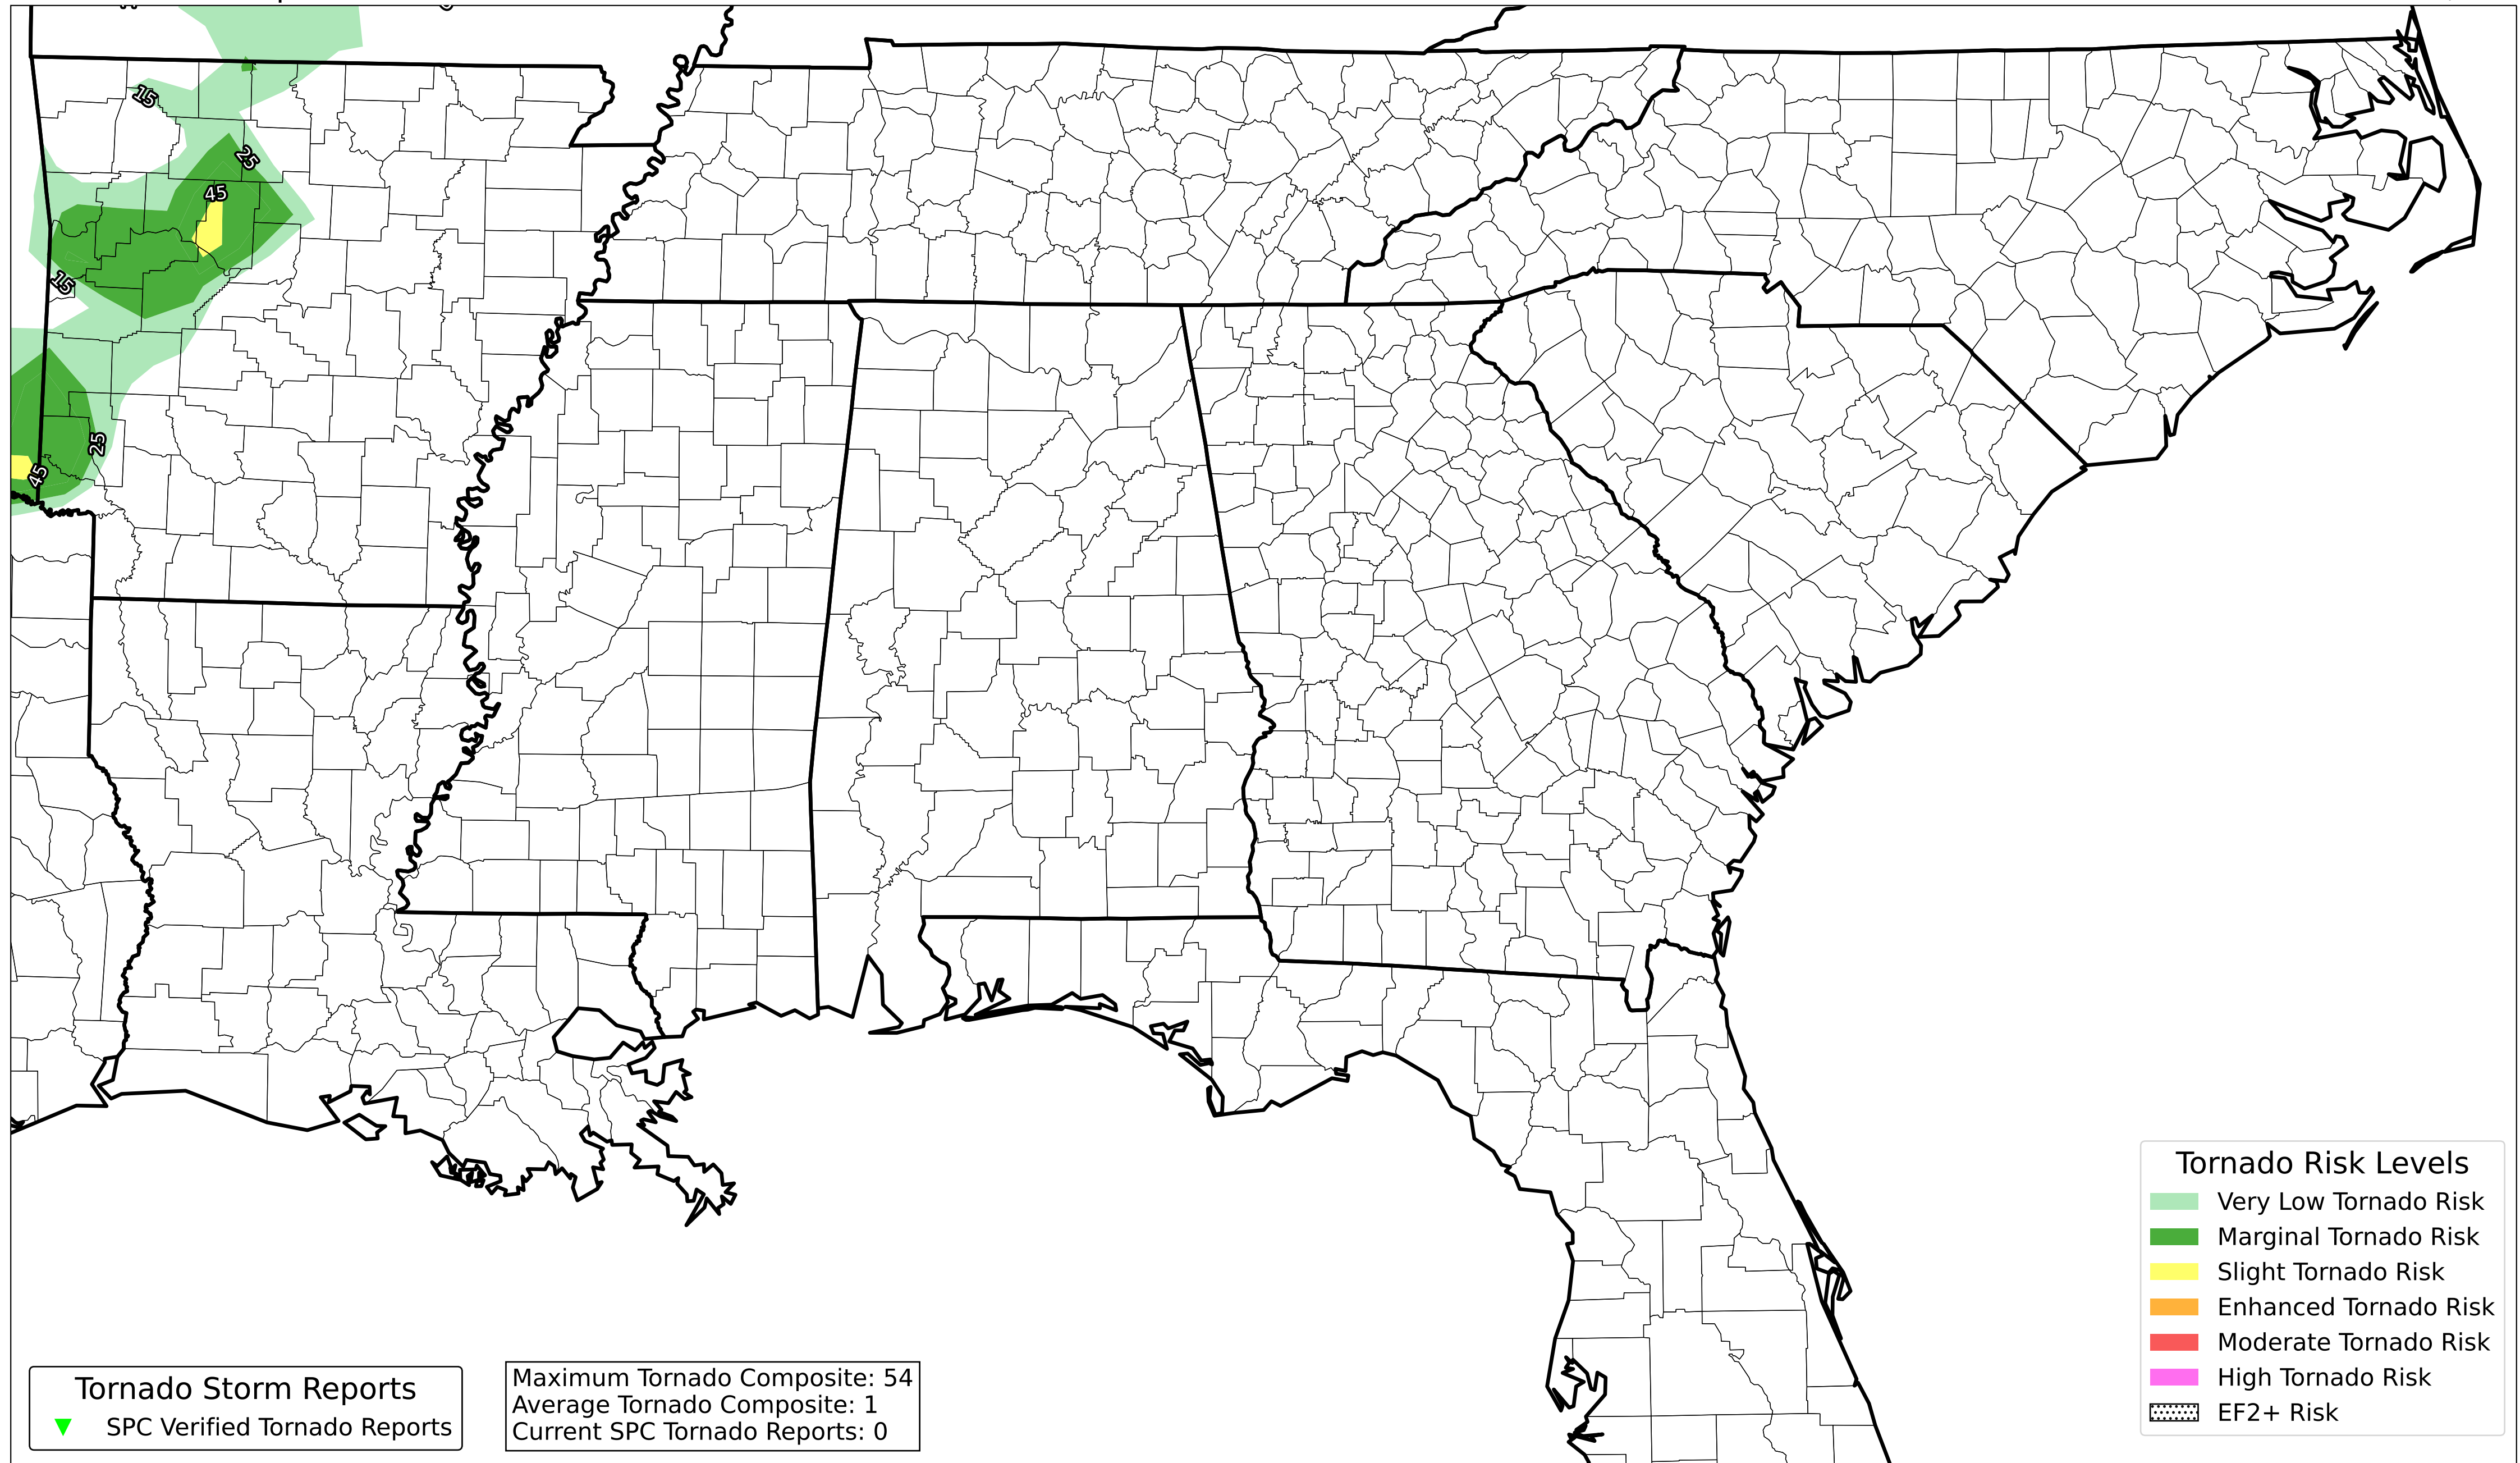 15
25
45
15
25
45
Tornado Risk Levels
Very Low Tornado Risk
Marginal Tornado Risk
Slight Tornado Risk
Enhanced Tornado Risk
Moderate Tornado Risk
High Tornado Risk
EF2+ Risk
Tornado Storm Reports
SPC Verified Tornado Reports
Maximum Tornado Composite: 54
Average Tornado Composite: 1
Current SPC Tornado Reports: 0